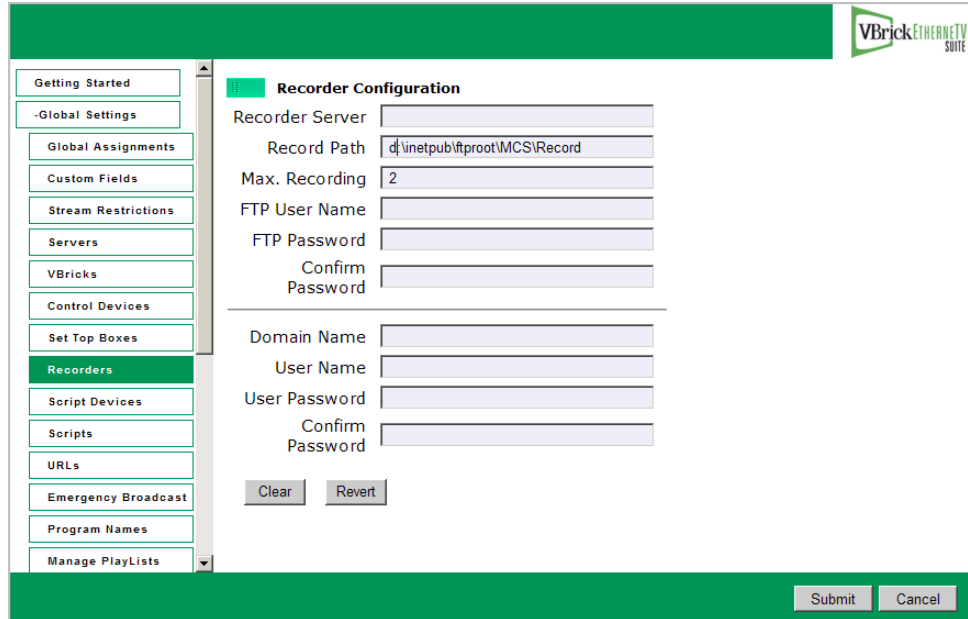 VBrick ETHERNETV
SUITE
Getting Started
-Global Settings
Global Assignments
Custom Fields
Stream Restrictions
Servers
VBricks
Control Devices
Set Top Boxes
Recorders
Script Devices
Scripts
URLs
Emergency Broadcast
Program Names
Manage PlayLists
Recorder Configuration
Recorder Server
Record Path d:\inetpub\ftproot\MCS\Record
Max. Recording 2
FTP User Name
FTP Password
Confirm
Password
Domain Name
User Name
User Password
Confirm
Password
Clear Revert
Submit Cancel